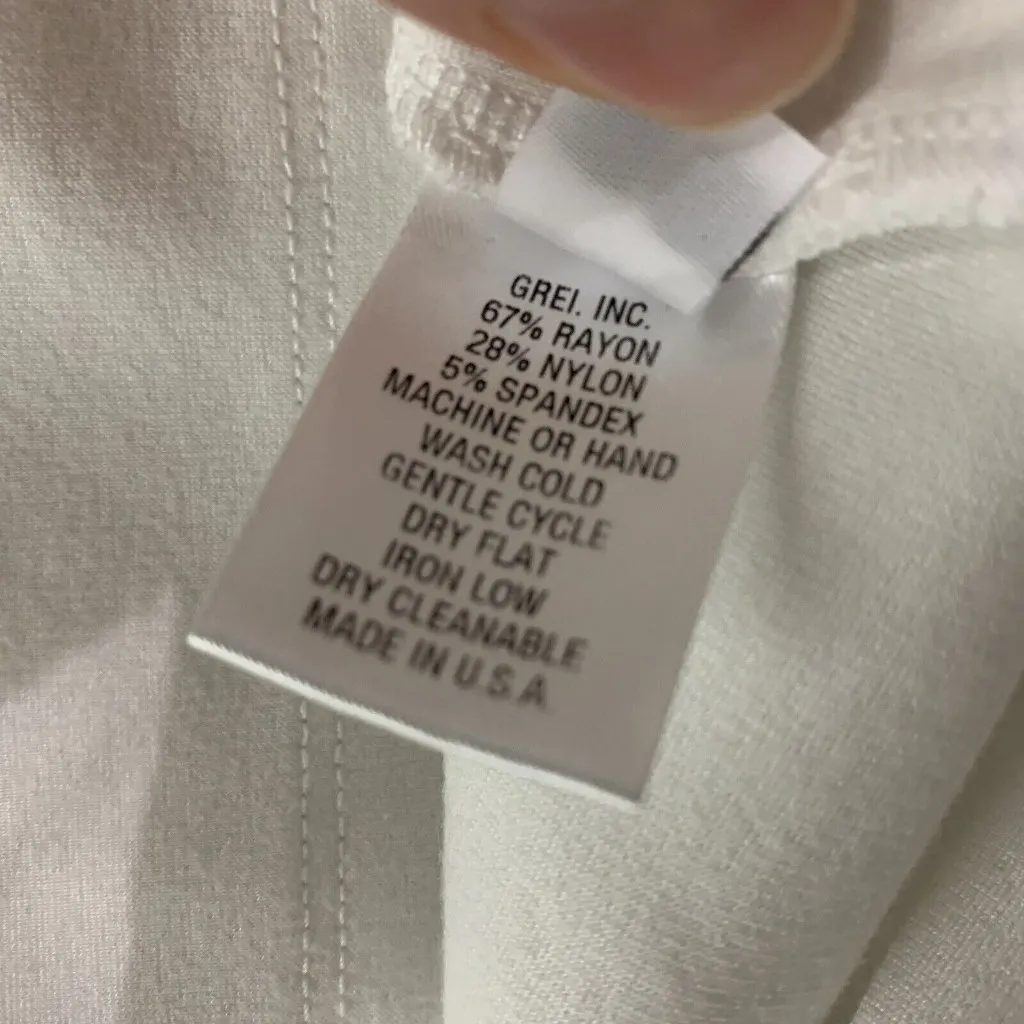 GREI. INC.
67% RAYON
28% NYLON
5% SPANDEX
MACHINE OR HAND
WASH COLD
GENTLE CYCLE
DRY FLAT
IRON LOW
DRY CLEANABLE
MADE IN U.S.A